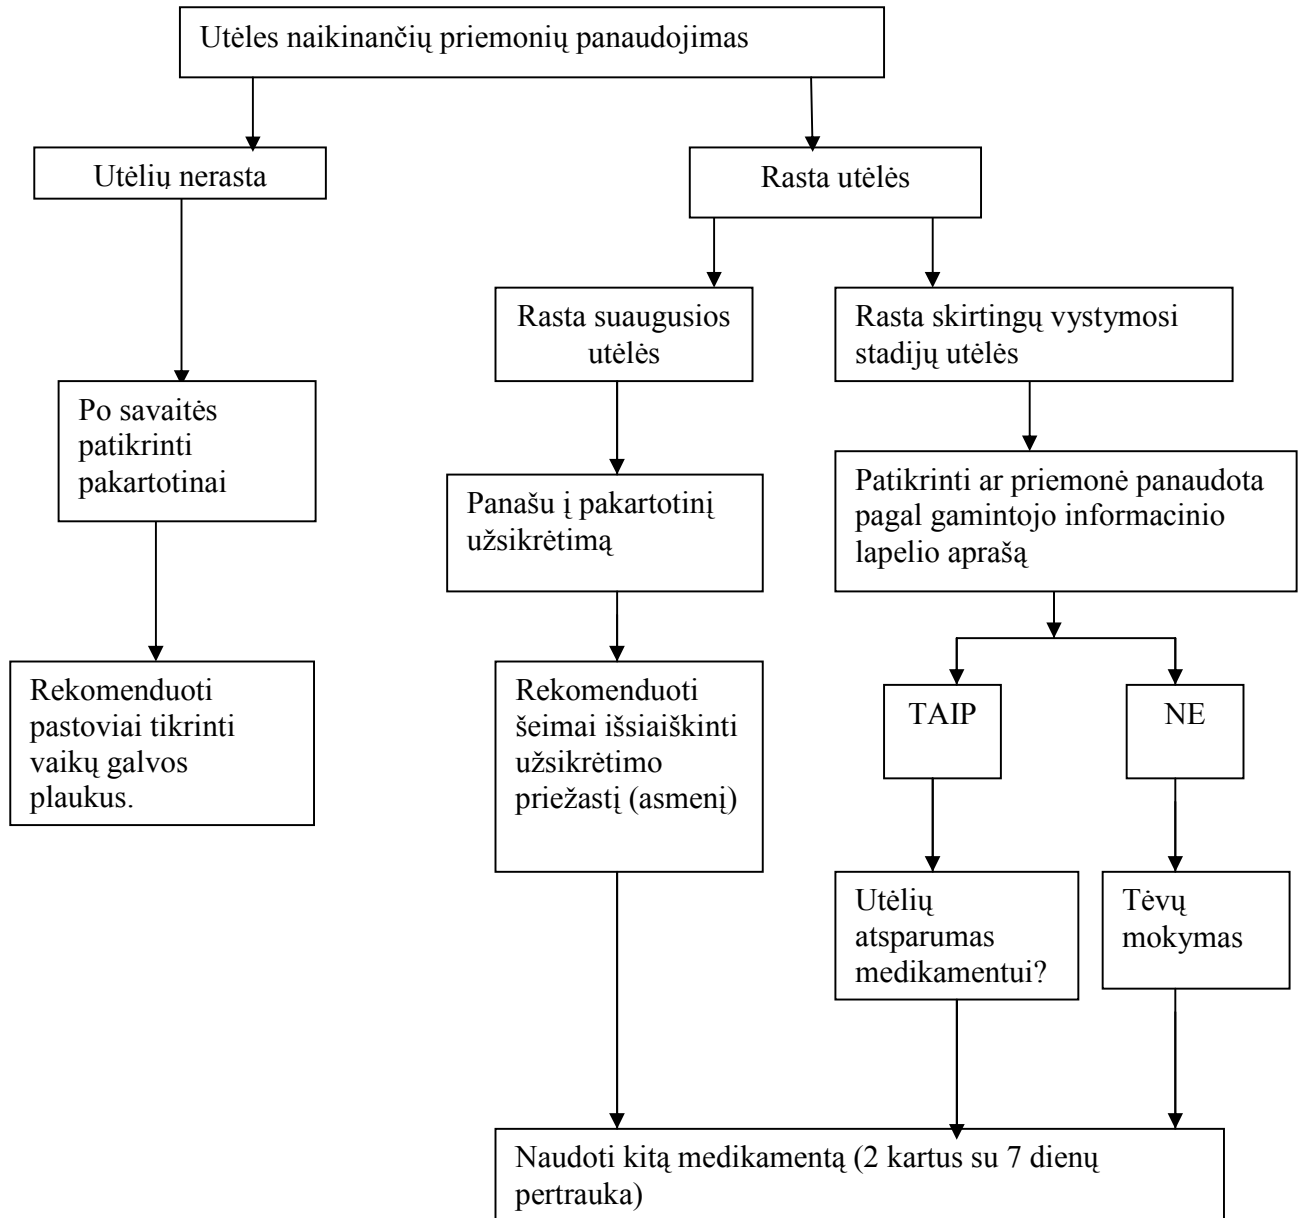 Utėles naikinančių priemonių panaudojimas
Utėlių nerasta
Rasta utėlės
Rasta suaugusios
utėlės
Rasta skirtingų vystymosi
stadijų utėlės
Po savaitės
patikrinti
pakartotinai
Panašu į pakartotinį
užsikrėtimą
Patikrinti ar priemonė panaudota
pagal gamintojo informacinio
lapelio aprašą
Rekomenduoti
pastoviai tikrinti
vaikų galvos
plaukus.
Rekomenduoti
šeimai išsiaiškinti
užsikrėtimo
priežastį (asmenį)
TAIP
NE
Utėlių
atsparumas
medikamentui?
Tėvų
mokymas
Naudoti kitą medikamentą (2 kartus su 7 dienų
pertrauka)